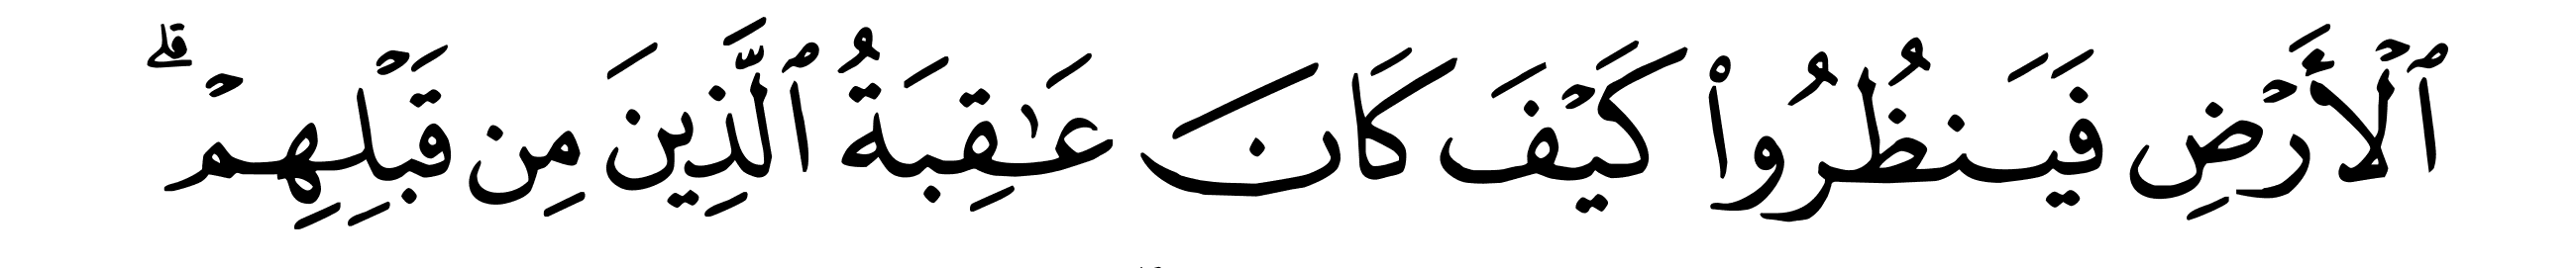 ٱلۡأَرۡضِ فَيَنظُرُواْ كَيۡفَ كَانَ عَٰقِبَةُ ٱلَّذِينَ مِن قَبۡلِهِمۡۗ